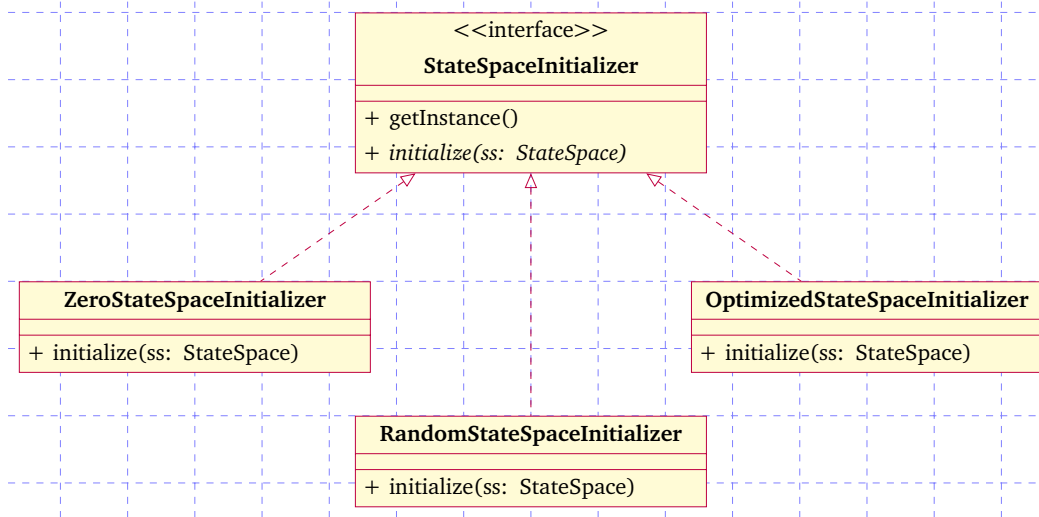 <<interface>>
StateSpaceInitializer
+ getInstance()
+ initialize(ss: StateSpace)
ZeroStateSpaceInitializer
+ initialize(ss: StateSpace)
OptimizedStateSpaceInitializer
+ initialize(ss: StateSpace)
RandomStateSpaceInitializer
+ initialize(ss: StateSpace)